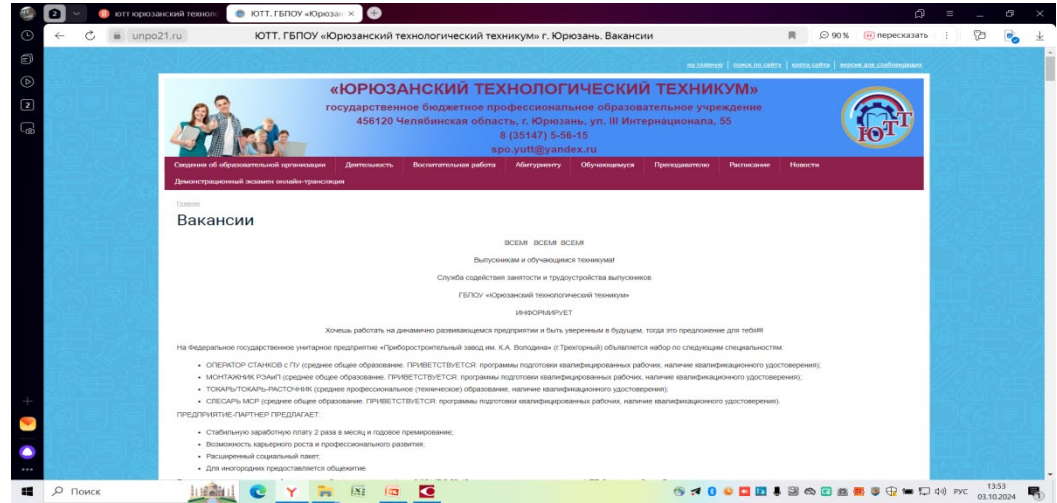 2
ютт юрюзанский техноло
ЮТТ. ГБПОУ «Юрюзан
unpo21.ru
ЮТТ. ГБПОУ «Юрюзанский технологический техникум» г. Юрюзань. Вакансии
90 %
пересказать
на главную | поиск по сайту | карта сайта | версия для слабовидящих
«ЮРЮЗАНСКИЙ ТЕХНОЛОГИЧЕСКИЙ ТЕХНИКУМ»
государственное бюджетное профессиональное образовательное учреждение
456120 Челябинская область, г. Юрюзань, ул. III Интернационала, 55
8 (35147) 5-56-15
spo.yutt@yandex.ru
ЮТТ
Сведения об образовательной организации Деятельность Воспитательная работа Абитуриенту Обучающемуся Преподавателю Расписание Новости
Демонстрационный экзамен онлайн-трансляция
Главная
Вакансии
ВСЕМ! ВСЕМ! ВСЕМ!
Выпускникам и обучающимся техникума!
Служба содействия занятости и трудоустройства выпускников
ГБПОУ «Юрюзанский технологический техникум»
ИНФОРМИРУЕТ
Хочешь работать на динамично развивающемся предприятии и быть уверенным в будущем, тогда это предложение для тебя!!!!
На Федеральное государственное унитарное предприятие «Приборостроительный завод им. К.А. Володина» (г.Трехгорный) объявляется набор по следующим специальностям:
• ОПЕРАТОР СТАНКОВ с ПУ (среднее общее образование. ПРИВЕТСТВУЕТСЯ: программы подготовки квалифицированных рабочих, наличие квалификационного удостоверения);
• МОНТАЖНИК РЭАиП (среднее общее образование. ПРИВЕТСТВУЕТСЯ: программы подготовки квалифицированных рабочих, наличие квалификационного удостоверения);
• ТОКАРЬ/ТОКАРЬ-РАСТОЧНИК (среднее профессиональное (техническое) образование, наличие квалификационного удостоверения);
• СЛЕСАРЬ МСР (среднее общее образование. ПРИВЕТСТВУЕТСЯ: программы подготовки квалифицированных рабочих, наличие квалификационного удостоверения).
ПРЕДПРИЯТИЕ-ПАРТНЕР ПРЕДЛАГАЕТ:
• Стабильную заработную плату 2 раза в месяц и годовое премирование;
• Возможность карьерного роста и профессионального развития;
• Расширенный социальный пакет;
• Для иногородних предоставляется общежитие.
2
Поиск
РУС
13:53
03.10.2024